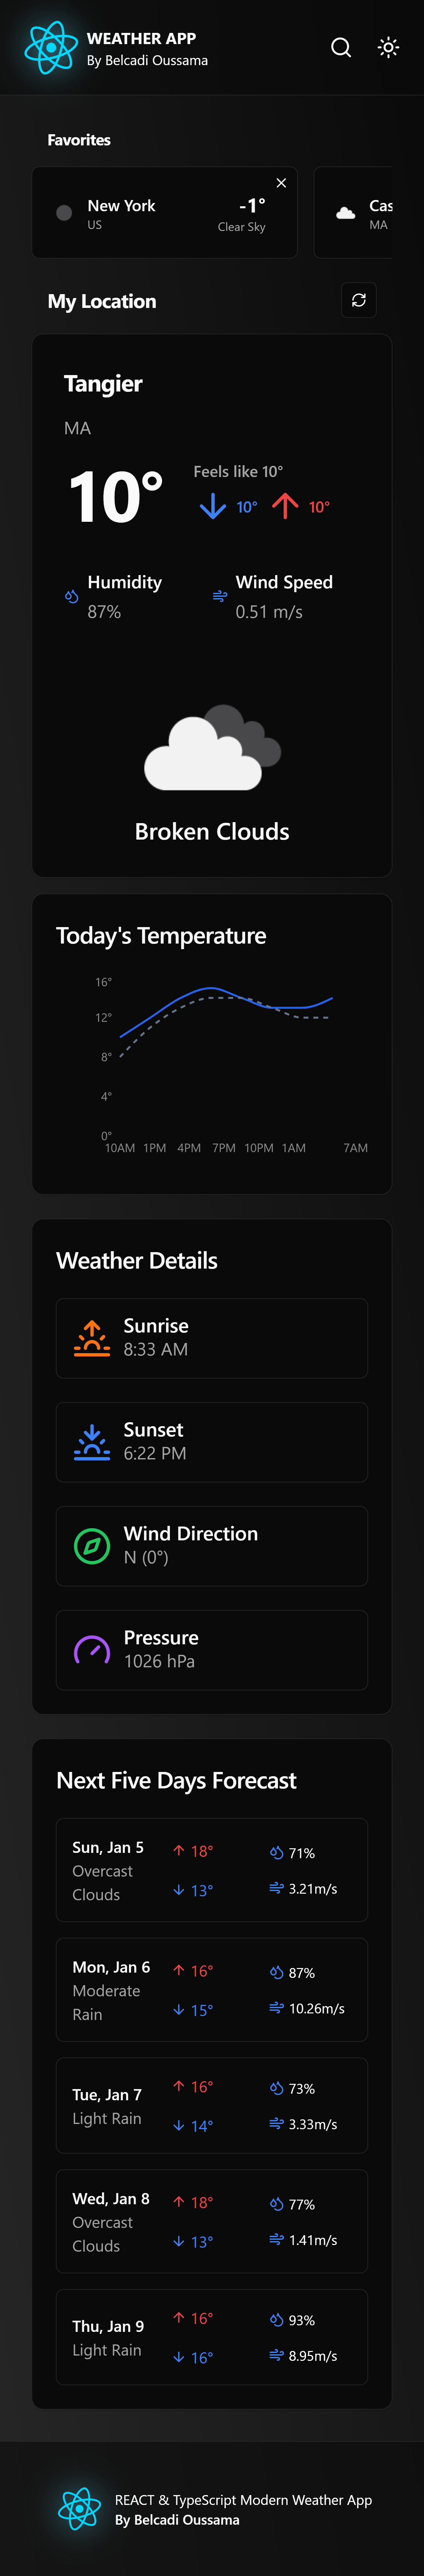 WEATHER APP
By Belcadi Oussama
Favorites
New York
US
-1°
Clear Sky
Cas
MA
My Location
Tangier
MA
10°
Feels like 10°
10°
10°
Humidity
87%
Wind Speed
0.51 m/s
Broken Clouds
Today's Temperature
16°
12°
8°
4°
0°
10AM 1PM 4PM 7PM 10PM 1AM 7AM
Weather Details
Sunrise
8:33 AM
Sunset
6:22 PM
Wind Direction
N (0°)
Pressure
1026 hPa
Next Five Days Forecast
Sun, Jan 5
Overcast
Clouds
18°
13°
71%
3.21m/s
Mon, Jan 6
Moderate
Rain
16°
15°
87%
10.26m/s
Tue, Jan 7
Light Rain
16°
14°
73%
3.33m/s
Wed, Jan 8
Overcast
Clouds
18°
13°
77%
1.41m/s
Thu, Jan 9
Light Rain
16°
16°
93%
8.95m/s
REACT & TypeScript Modern Weather App
By Belcadi Oussama